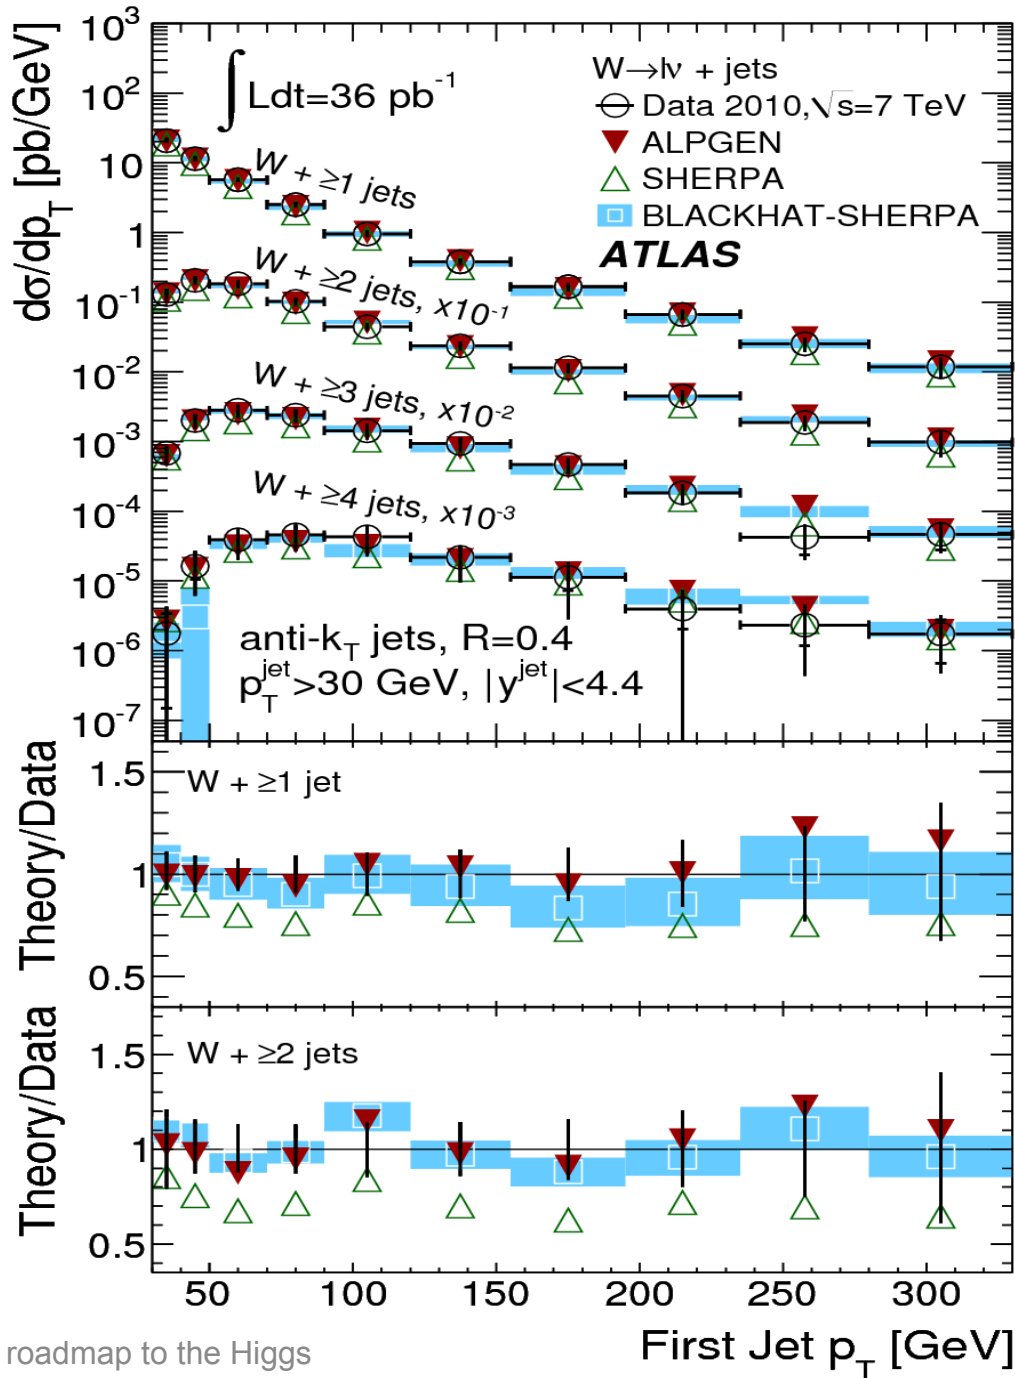 10³
10²
10
1
10⁻¹
10⁻²
10⁻³
10⁻⁴
10⁻⁵
10⁻⁶
10⁻⁷
dσ/dp_T [pb/GeV]
∫ Ldt=36 pb⁻¹
W→lν + jets
Data 2010,√s=7 TeV
ALPGEN
SHERPA
BLACKHAT-SHERPA
ATLAS
W + ≥1 jets
W + ≥2 jets, x10⁻¹
W + ≥3 jets, x10⁻²
W + ≥4 jets, x10⁻³
anti-k_T jets, R=0.4
p_T^jet>30 GeV, |y^jet|<4.4
Theory/Data
1.5
1
0.5
W + ≥1 jet
Theory/Data
1.5
1
0.5
W + ≥2 jets
50 100 150 200 250 300
First Jet p_T [GeV]
roadmap to the Higgs